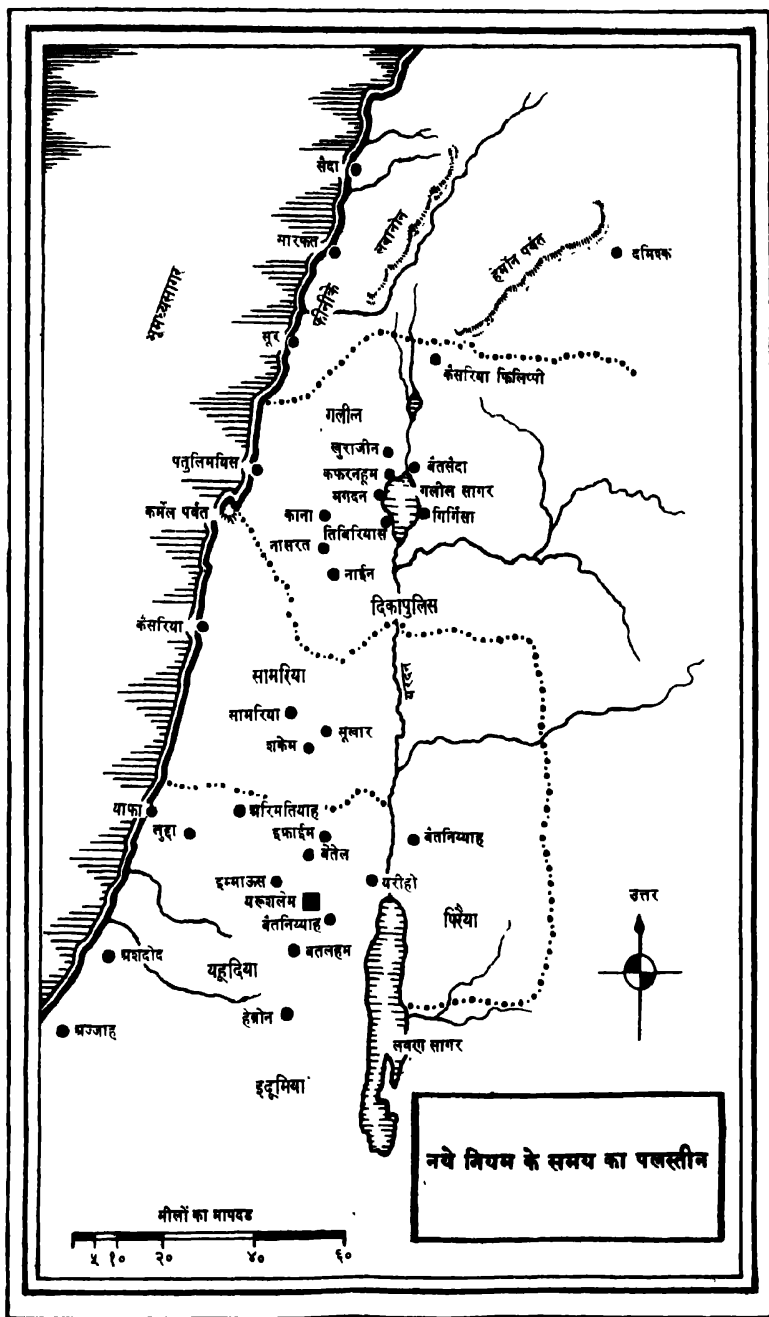 सैदा
लबानोन
सारफत
हेर्मोन पर्वत
दमिश्क
भूमध्यसागर
फीनीके
सूर
कैसरिया फिलिप्पी
गलील
खुराजीन
पतुलिमयिस
कफरनहूम
बैतसैदा
मगदन
गलील सागर
कर्मेल पर्वत
काना
तिबिरियास
गिर्गिसा
नासरत
नाईन
दिकापुलिस
कैसरिया
यरदन
सामरिया
सामरिया
सूखार
शकेम
याफा
अरिमतियाह
लुद्दा
इफ्राईम
बैतनिय्याह
बेतेल
इम्माऊस
यरीहो
यरूशलेम
उत्तर
बैतनिय्याह
पिरैया
बेतलहम
अशदोद
यहूदिया
हेब्रोन
अज्जाह
लवण सागर
इदूमिया
नये नियम के समय का पलस्तीन
मीलों का मापदड
५ १० २० ४० ६०